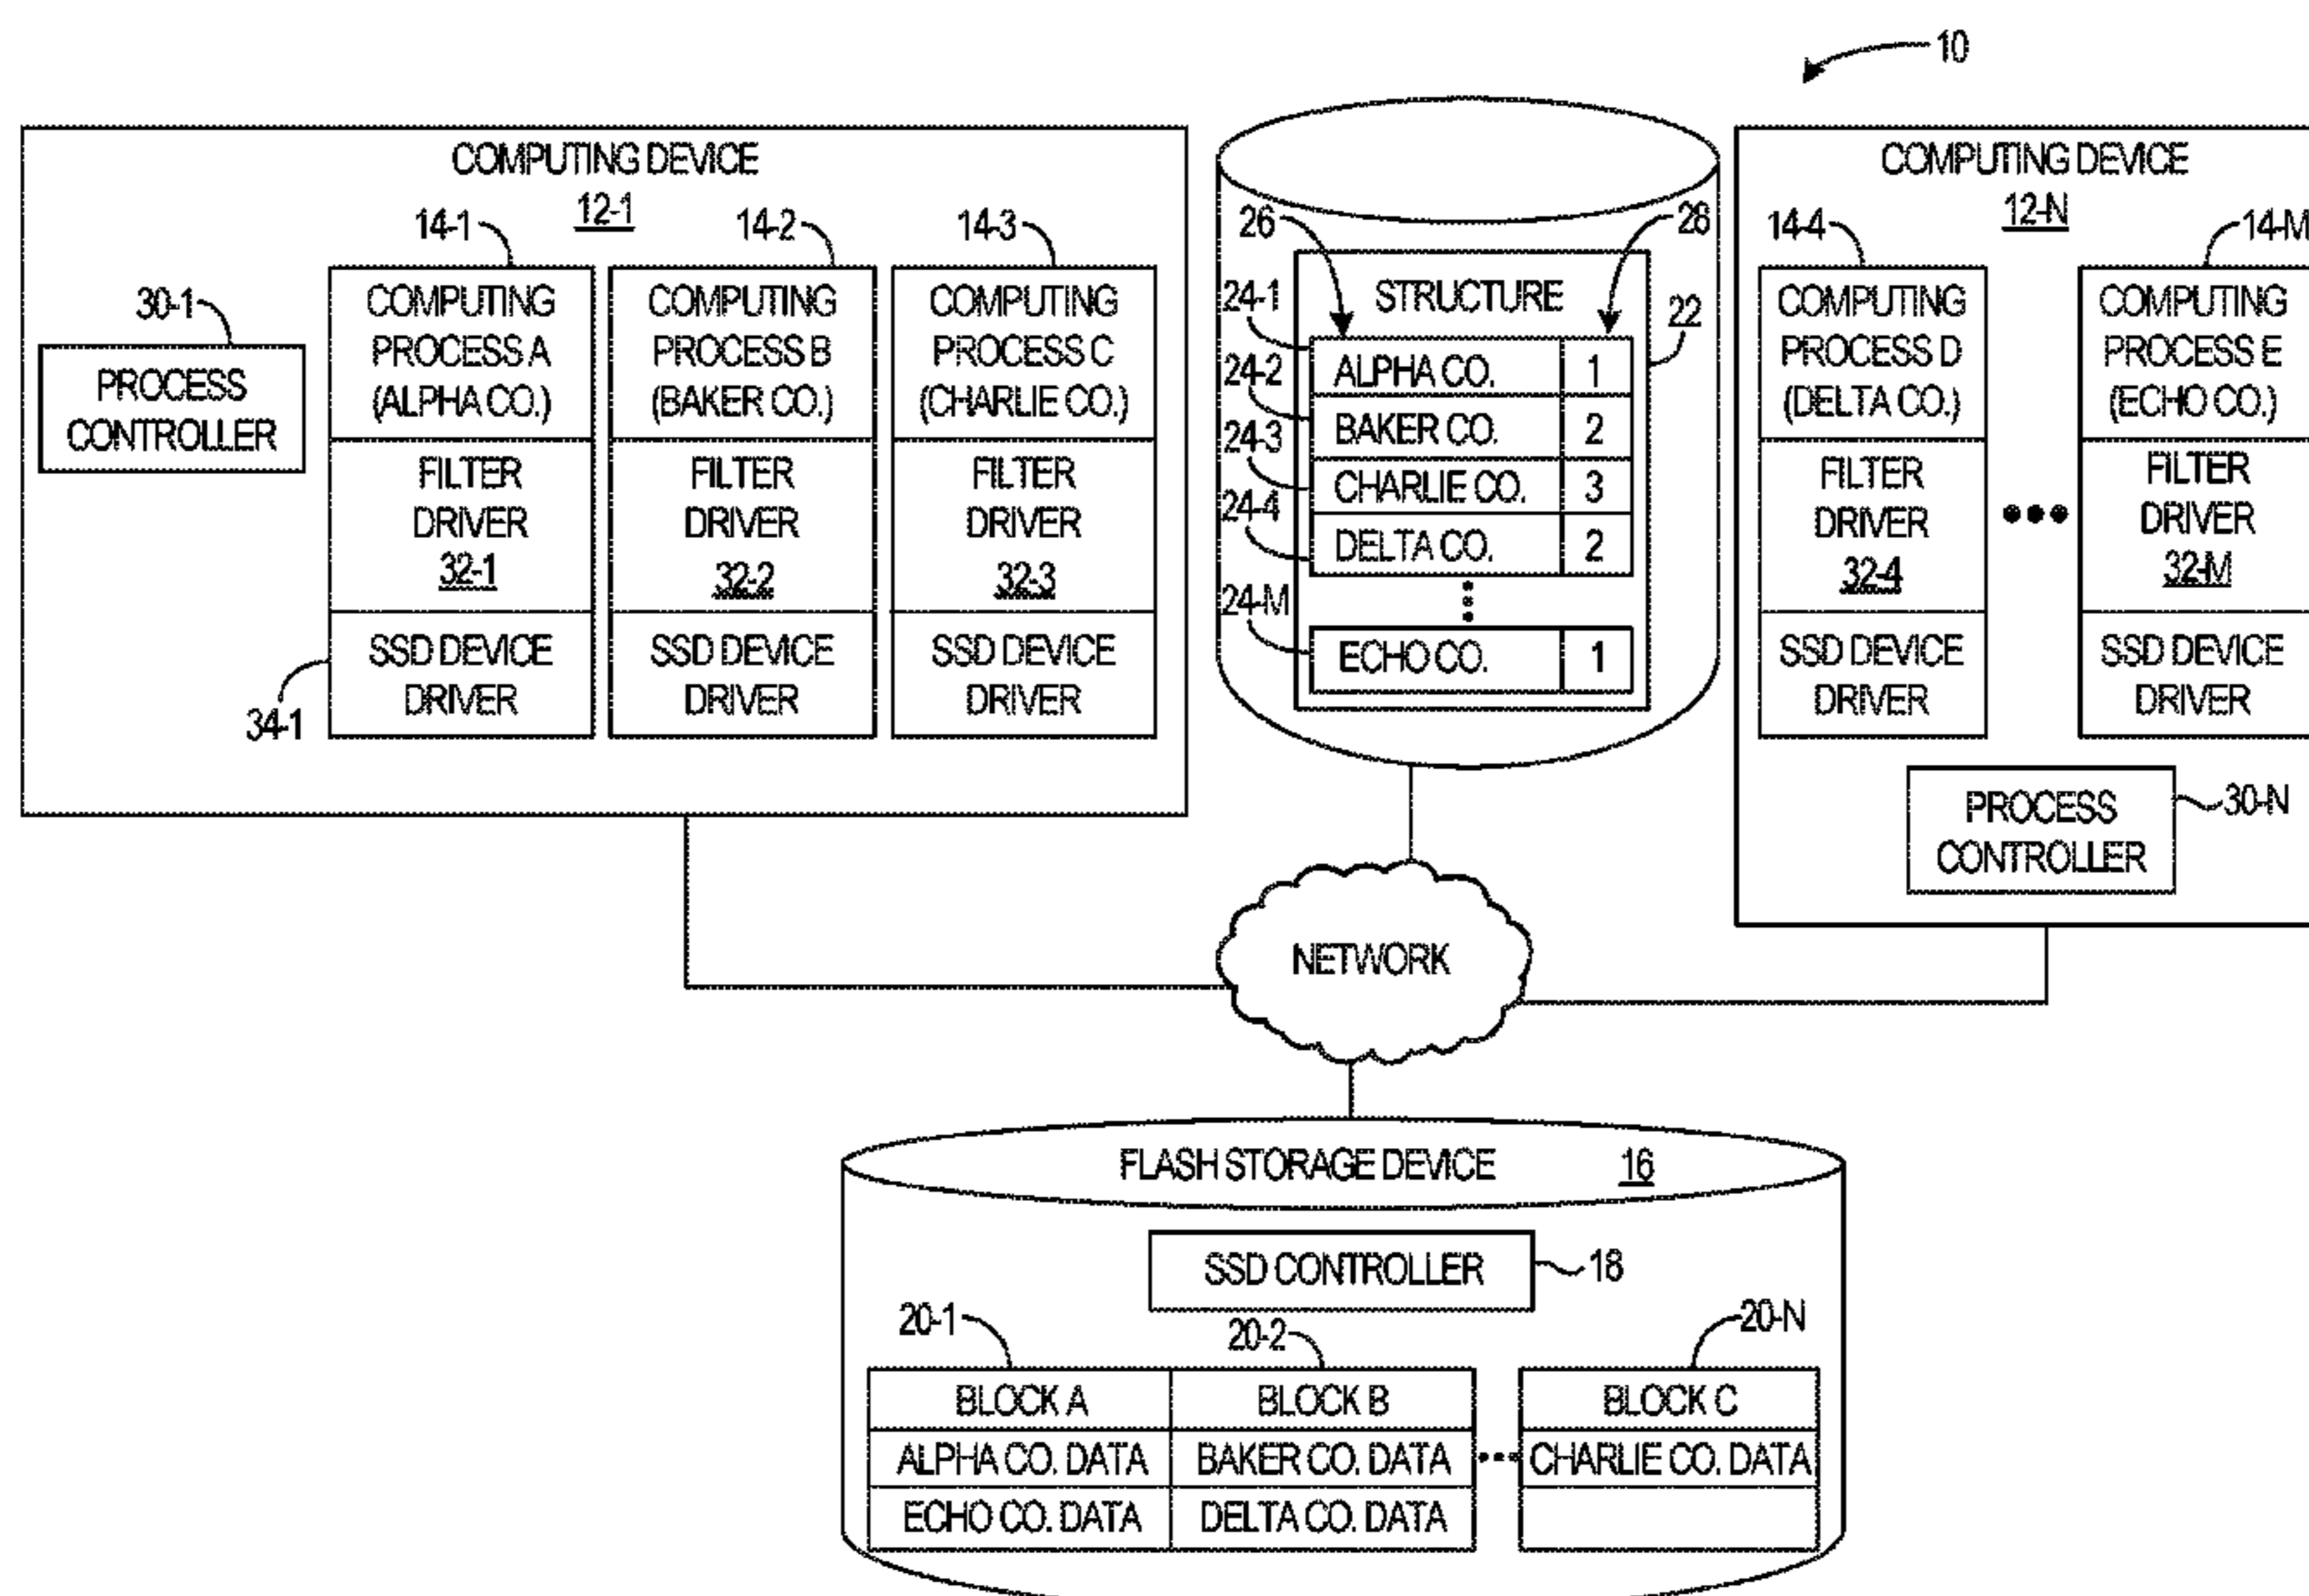 10
COMPUTING DEVICE
12-1
14-1
14-2
14-3
30-1
PROCESS
CONTROLLER
COMPUTING
PROCESS A
(ALPHA CO.)
FILTER
DRIVER
32-1
SSD DEVICE
DRIVER
34-1
COMPUTING
PROCESS B
(BAKER CO.)
FILTER
DRIVER
32-2
SSD DEVICE
DRIVER
COMPUTING
PROCESS C
(CHARLIE CO.)
FILTER
DRIVER
32-3
SSD DEVICE
DRIVER
26
28
STRUCTURE
22
24-1
ALPHA CO. 1
24-2
BAKER CO. 2
24-3
CHARLIE CO. 3
24-4
DELTA CO. 2
24-M
ECHO CO. 1
COMPUTING DEVICE
12-N
14-4
14-M
COMPUTING
PROCESS D
(DELTA CO.)
FILTER
DRIVER
32-4
SSD DEVICE
DRIVER
COMPUTING
PROCESS E
(ECHO CO.)
FILTER
DRIVER
32-M
SSD DEVICE
DRIVER
PROCESS
CONTROLLER
30-N
NETWORK
FLASH STORAGE DEVICE 16
SSD CONTROLLER
18
20-1
20-2
20-N
BLOCK A
ALPHA CO. DATA
ECHO CO. DATA
BLOCK B
BAKER CO. DATA
DELTA CO. DATA
BLOCK C
CHARLIE CO. DATA